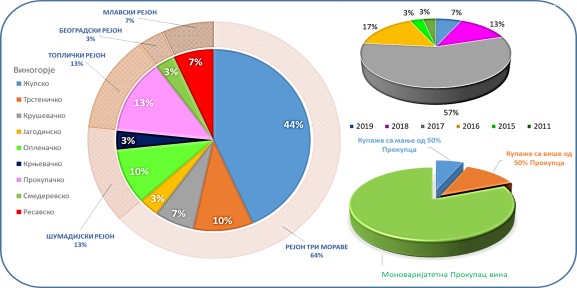 МЛАВСКИ РЕЈОН
7%
БЕОГРАДСКИ РЕЈОН
3%
ТОПЛИЧКИ РЕЈОН
13%
Виногорје
Жупско
Трстеничко
Крушевачко
Јагодинско
Опленачко
Крњевачко
Прокупачко
Смедеревско
Ресавско
44%
10%
7%
3%
10%
3%
13%
3%
7%
ШУМАДИЈСКИ РЕЈОН
13%
РЕЈОН ТРИ МОРАВЕ
64%
17%
3%
3%
7%
13%
57%
2019
2018
2017
2016
2015
2011
Купаже са мање од 50%
Прокупца
Купаже са више од
50% Прокупца
Моноваријатетна Прокупац вина